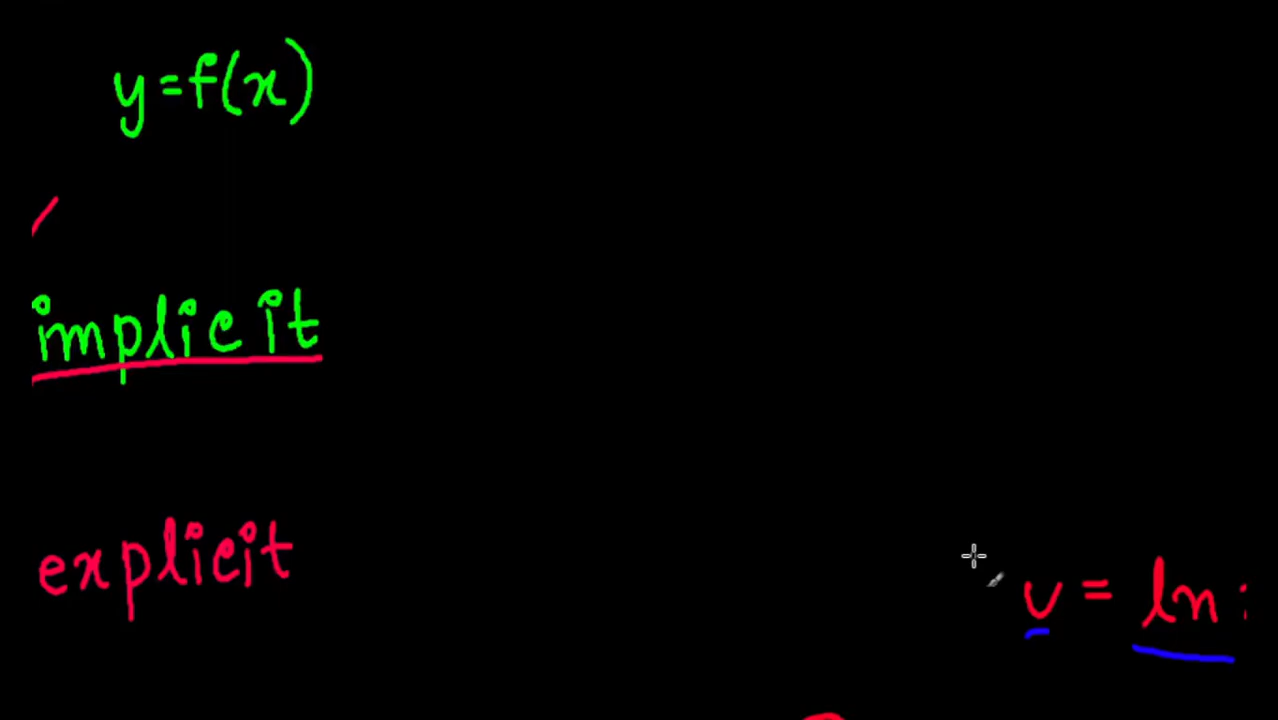 y=f(x)
implicit
explicit
v = ln